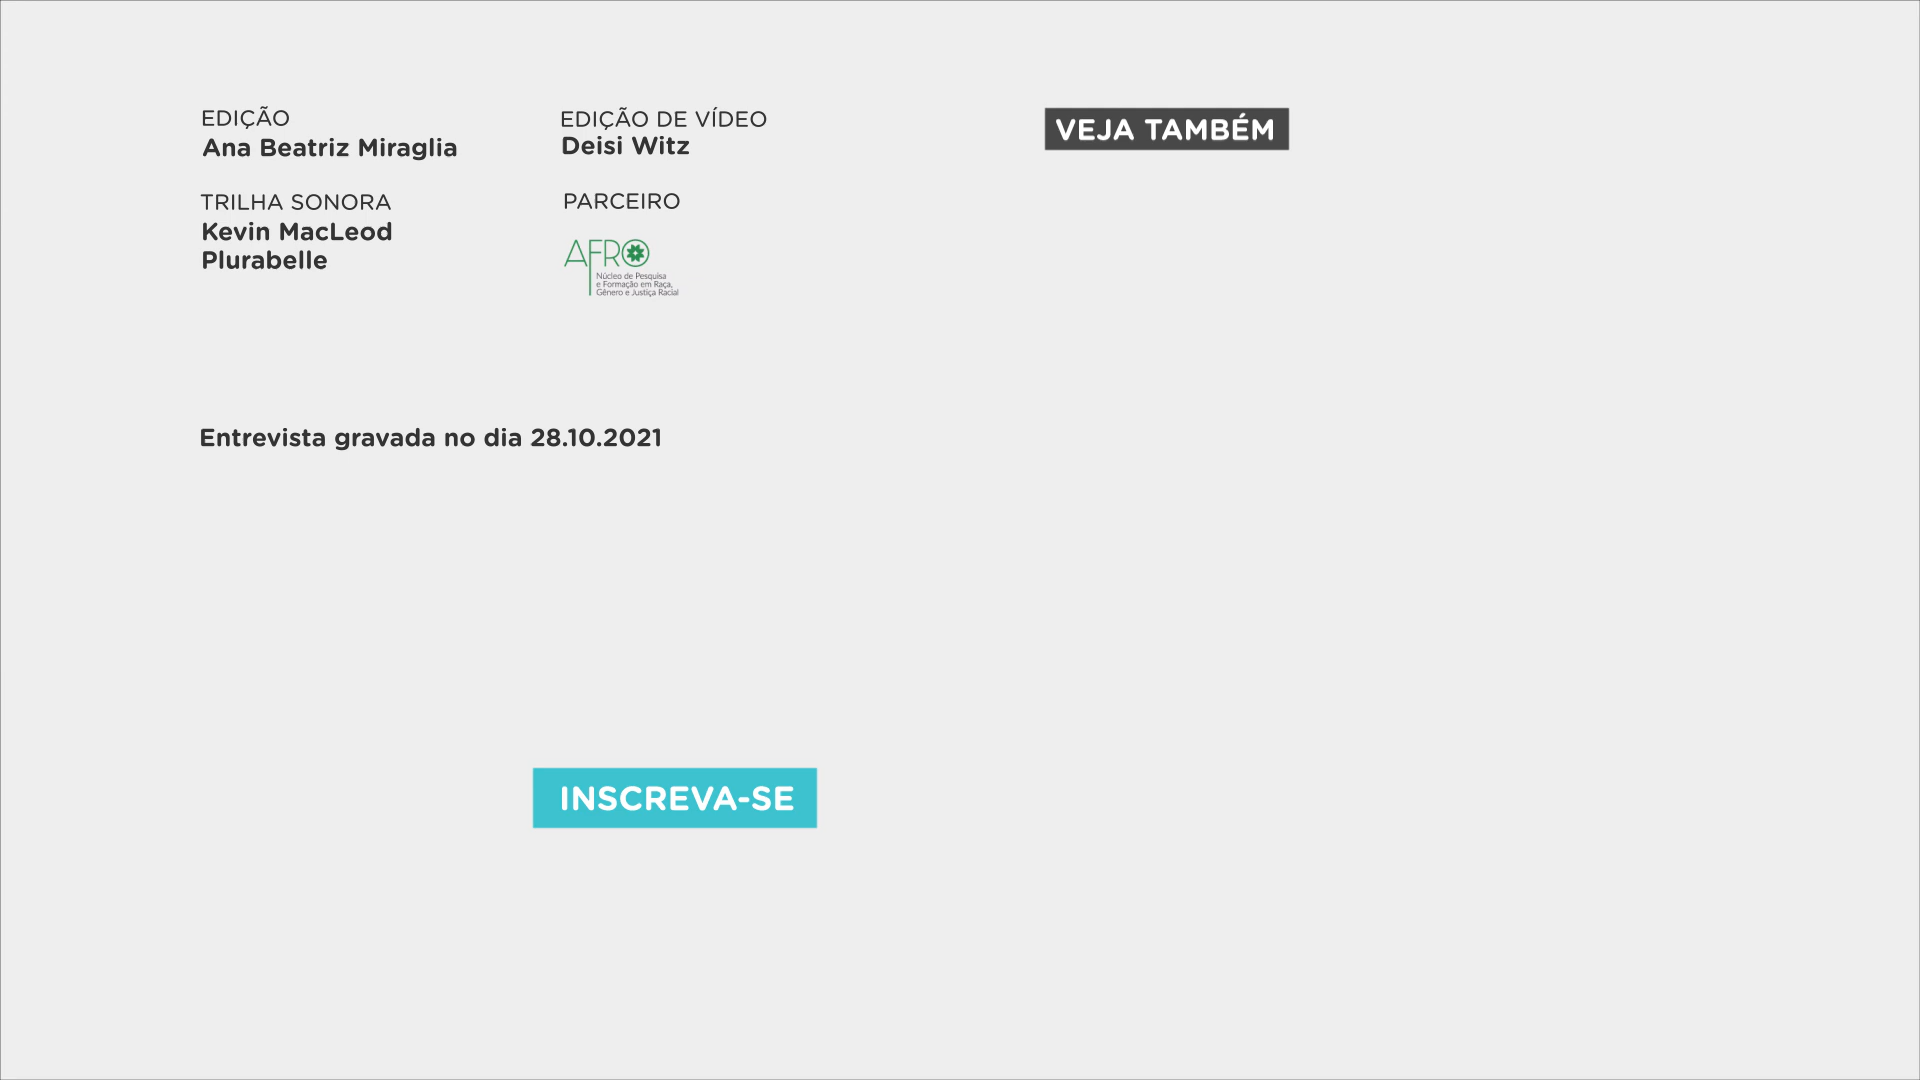 EDIÇÃO
Ana Beatriz Miraglia
TRILHA SONORA
Kevin MacLeod
Plurabelle
EDIÇÃO DE VÍDEO
Deisi Witz
PARCEIRO
AFRO
Núcleo de Pesquisa
e Formação em Raça,
Gênero e Justiça Racial
VEJA TAMBÉM
Entrevista gravada no dia 28.10.2021
INSCREVA-SE